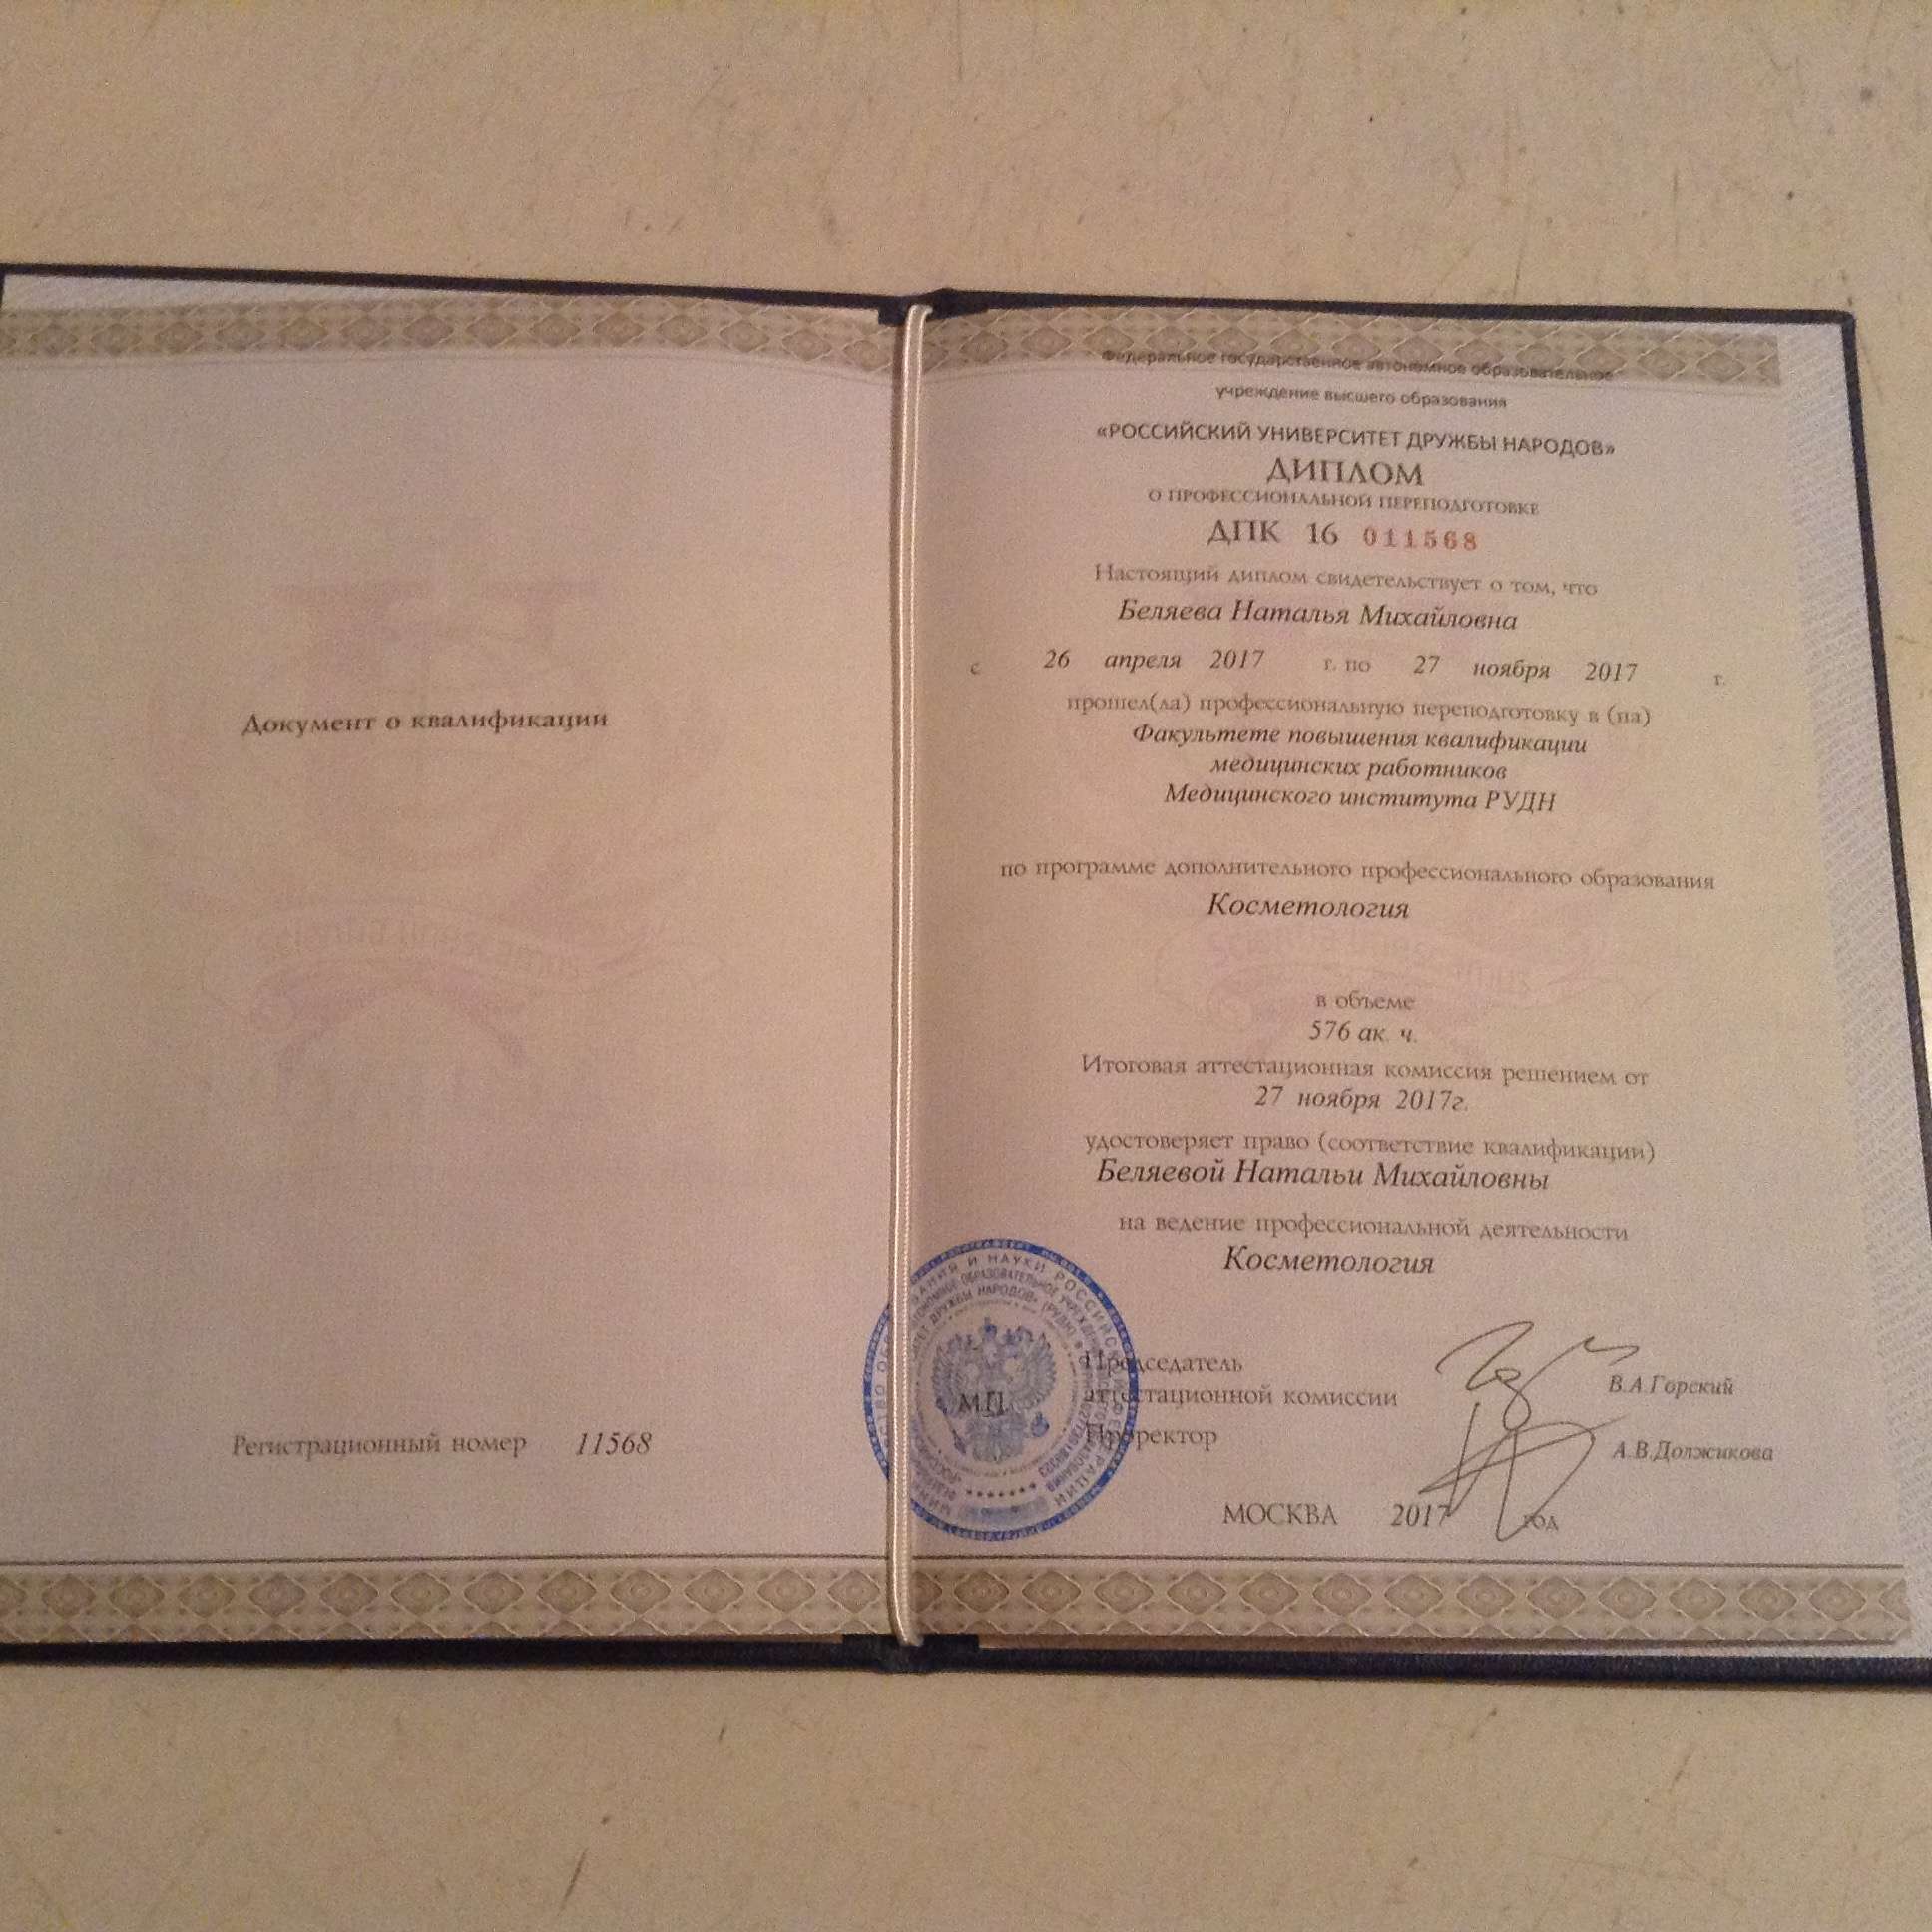 Документ о квалификации
Регистрационный номер 11568
Федеральное государственное автономное образовательное
учреждение высшего образования
«РОССИЙСКИЙ УНИВЕРСИТЕТ ДРУЖБЫ НАРОДОВ»
ДИПЛОМ
О ПРОФЕССИОНАЛЬНОЙ ПЕРЕПОДГОТОВКЕ
ДПК 16 011568
Настоящий диплом свидетельствует о том, что
Беляева Наталья Михайловна
с 26 апреля 2017 г. по 27 ноября 2017 г.
прошел(ла) профессиональную переподготовку в (на)
Факультете повышения квалификации
медицинских работников
Медицинского института РУДН
по программе дополнительного профессионального образования
Косметология
в объеме
576 ак. ч.
Итоговая аттестационная комиссия решением от
27 ноября 2017г.
удостоверяет право (соответствие квалификации)
Беляевой Натальи Михайловны
на ведение профессиональной деятельности
Косметология
Председатель
аттестационной комиссии В.А.Горский
М.П.
Проректор А.В.Должикова
МОСКВА 2017 год